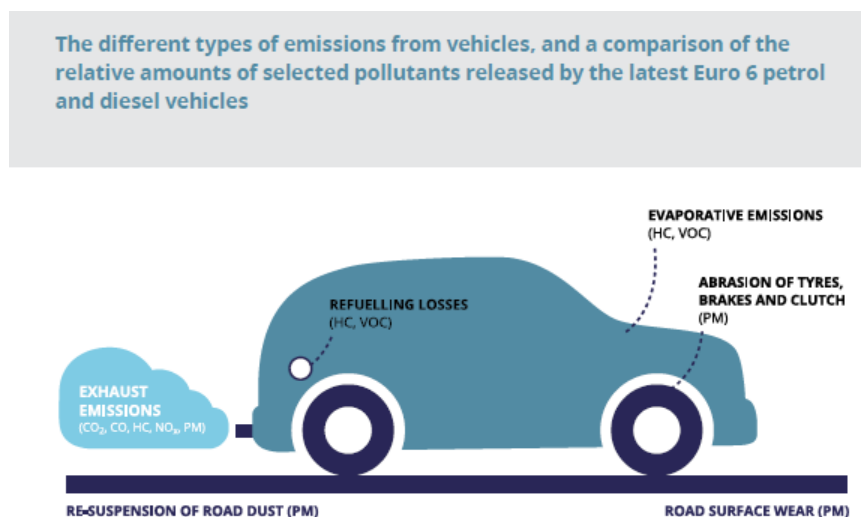 The different types of emissions from vehicles, and a comparison of the
relative amounts of selected pollutants released by the latest Euro 6 petrol
and diesel vehicles
EVAPORATIVE EMISSIONS
(HC, VOC)
ABRASION OF TYRES,
BRAKES AND CLUTCH
(PM)
REFUELLING LOSSES
(HC, VOC)
EXHAUST
EMISSIONS
(CO₂, CO, HC, NOₓ, PM)
RE-SUSPENSION OF ROAD DUST (PM)
ROAD SURFACE WEAR (PM)